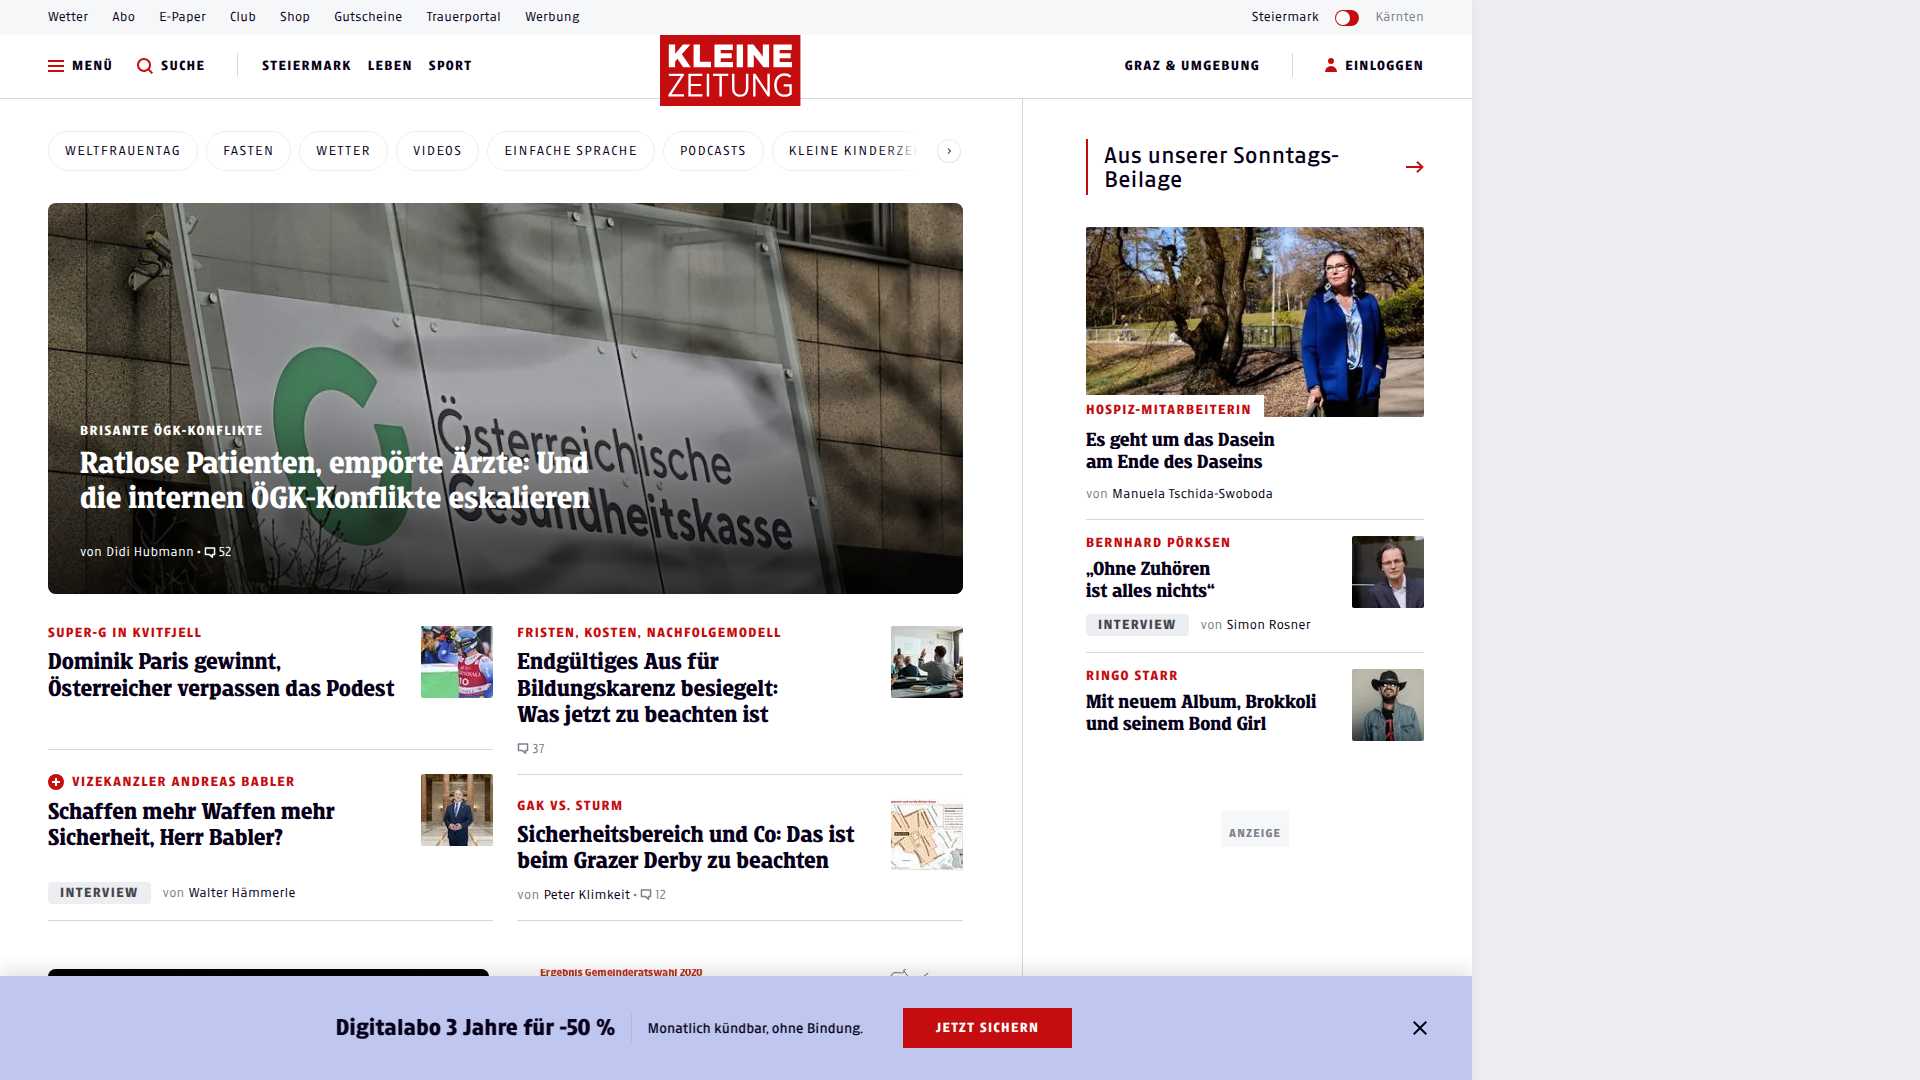 Wetter Abo E-Paper Club Shop Gutscheine Trauerportal Werbung Steiermark Kärnten
MENÜ SUCHE STEIERMARK LEBEN SPORT KLEINE ZEITUNG GRAZ & UMGEBUNG EINLOGGEN
WELTFRAUENTAG FASTEN WETTER VIDEOS EINFACHE SPRACHE PODCASTS KLEINE KINDERZE
Österreichische
Gesundheitskasse
BRISANTE ÖGK-KONFLIKTE
Ratlose Patienten, empörte Ärzte: Und
die internen ÖGK-Konflikte eskalieren
von Didi Hubmann • 52
SUPER-G IN KVITFJELL
Dominik Paris gewinnt,
Österreicher verpassen das Podest
VIZEKANZLER ANDREAS BABLER
Schaffen mehr Waffen mehr
Sicherheit, Herr Babler?
INTERVIEW von Walter Hämmerle
FRISTEN, KOSTEN, NACHFOLGEMODELL
Endgültiges Aus für
Bildungskarenz besiegelt:
Was jetzt zu beachten ist
37
GAK VS. STURM
Sicherheitsbereich und Co: Das ist
beim Grazer Derby zu beachten
von Peter Klimkeit • 12
Ergebnis Gemeinderatswahl 2020
Aus unserer Sonntags-
Beilage
HOSPIZ-MITARBEITERIN
Es geht um das Dasein
am Ende des Daseins
von Manuela Tschida-Swoboda
BERNHARD PÖRKSEN
„Ohne Zuhören
ist alles nichts“
INTERVIEW von Simon Rosner
RINGO STARR
Mit neuem Album, Brokkoli
und seinem Bond Girl
ANZEIGE
Digitalabo 3 Jahre für -50 % Monatlich kündbar, ohne Bindung. JETZT SICHERN